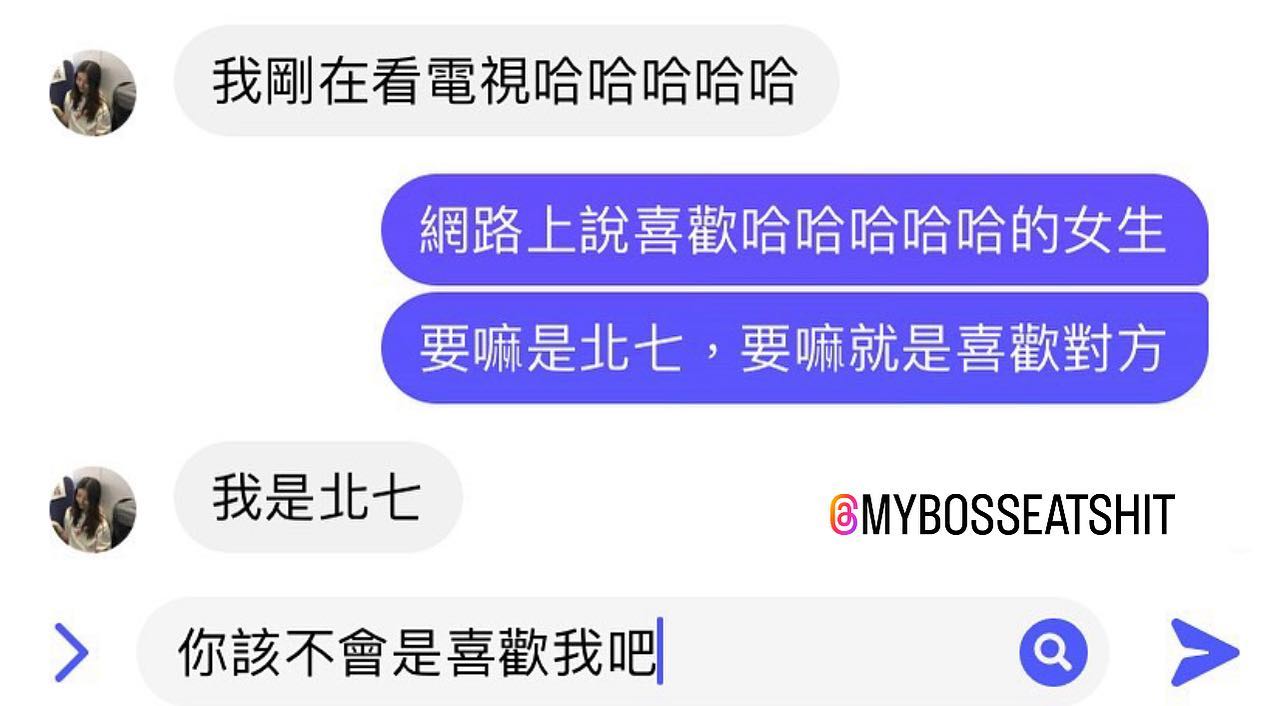 我剛在看電視哈哈哈哈哈
網路上說喜歡哈哈哈哈哈的女生
要嘛是北七，要嘛就是喜歡對方
我是北七
@MYBOSSEATSHIT
你該不會是喜歡我吧